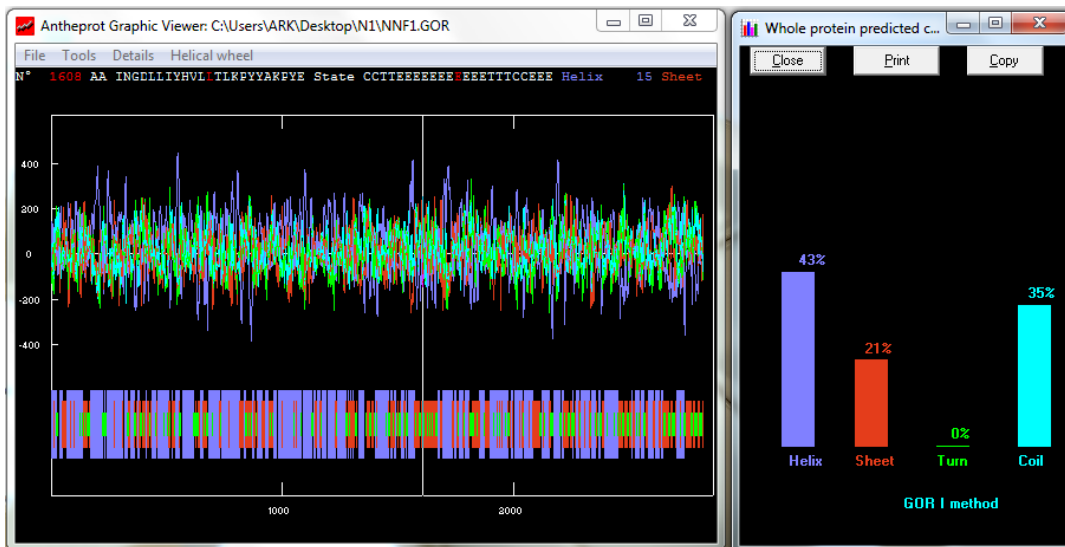 Antheprot Graphic Viewer: C:\Users\ARK\Desktop\N1\NNF1.GOR
File Tools Details Helical wheel
N° 1608 AA INGDLLIYHVLLTLKPYYAKPYE State CCTTEEEEEEEEEEETTTCCEEE Helix 15 Sheet
400
200
0
-200
-400
1000 2000
Whole protein predicted c...
Close Print Copy
43%
35%
21%
0%
Helix Sheet Turn Coil
GOR I method